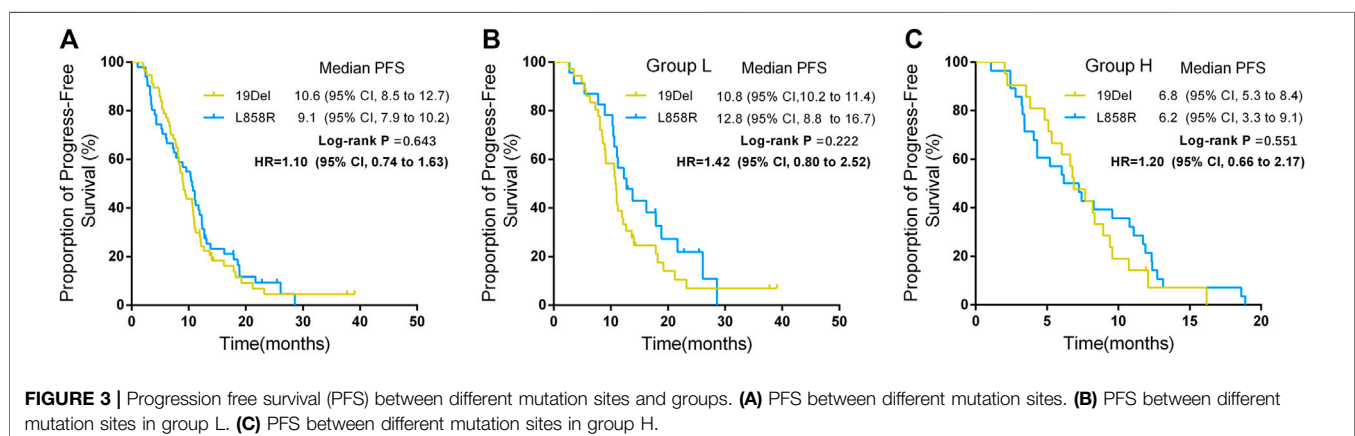 A
Proporption of Progress-Free
Survival (%)
100
80
60
40
20
0
Median PFS
19Del 10.6 (95% CI, 8.5 to 12.7)
L858R 9.1 (95% CI, 7.9 to 10.2)
Log-rank P =0.643
HR=1.10 (95% CI, 0.74 to 1.63)
0 10 20 30 40 50
Time(months)
B
Proporption of Progress-Free
Survival (%)
100
80
60
40
20
0
Group L Median PFS
19Del 10.8 (95% CI,10.2 to 11.4)
L858R 12.8 (95% CI, 8.8 to 16.7)
Log-rank P =0.222
HR=1.42 (95% CI, 0.80 to 2.52)
0 10 20 30 40 50
Time(months)
C
Proporption of Progress-Free
Survival (%)
100
80
60
40
20
0
Group H Median PFS
19Del 6.8 (95% CI, 5.3 to 8.4)
L858R 6.2 (95% CI, 3.3 to 9.1)
Log-rank P =0.551
HR=1.20 (95% CI, 0.66 to 2.17)
0 5 10 15 20
Time(months)
FIGURE 3 | Progression free survival (PFS) between different mutation sites and groups. (A) PFS between different mutation sites. (B) PFS between different
mutation sites in group L. (C) PFS between different mutation sites in group H.